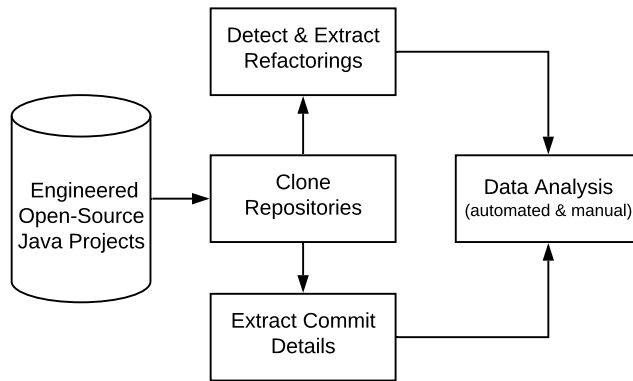 Detect & Extract
Refactorings
Engineered
Open-Source
Java Projects
Clone
Repositories
Data Analysis
(automated & manual)
Extract Commit
Details